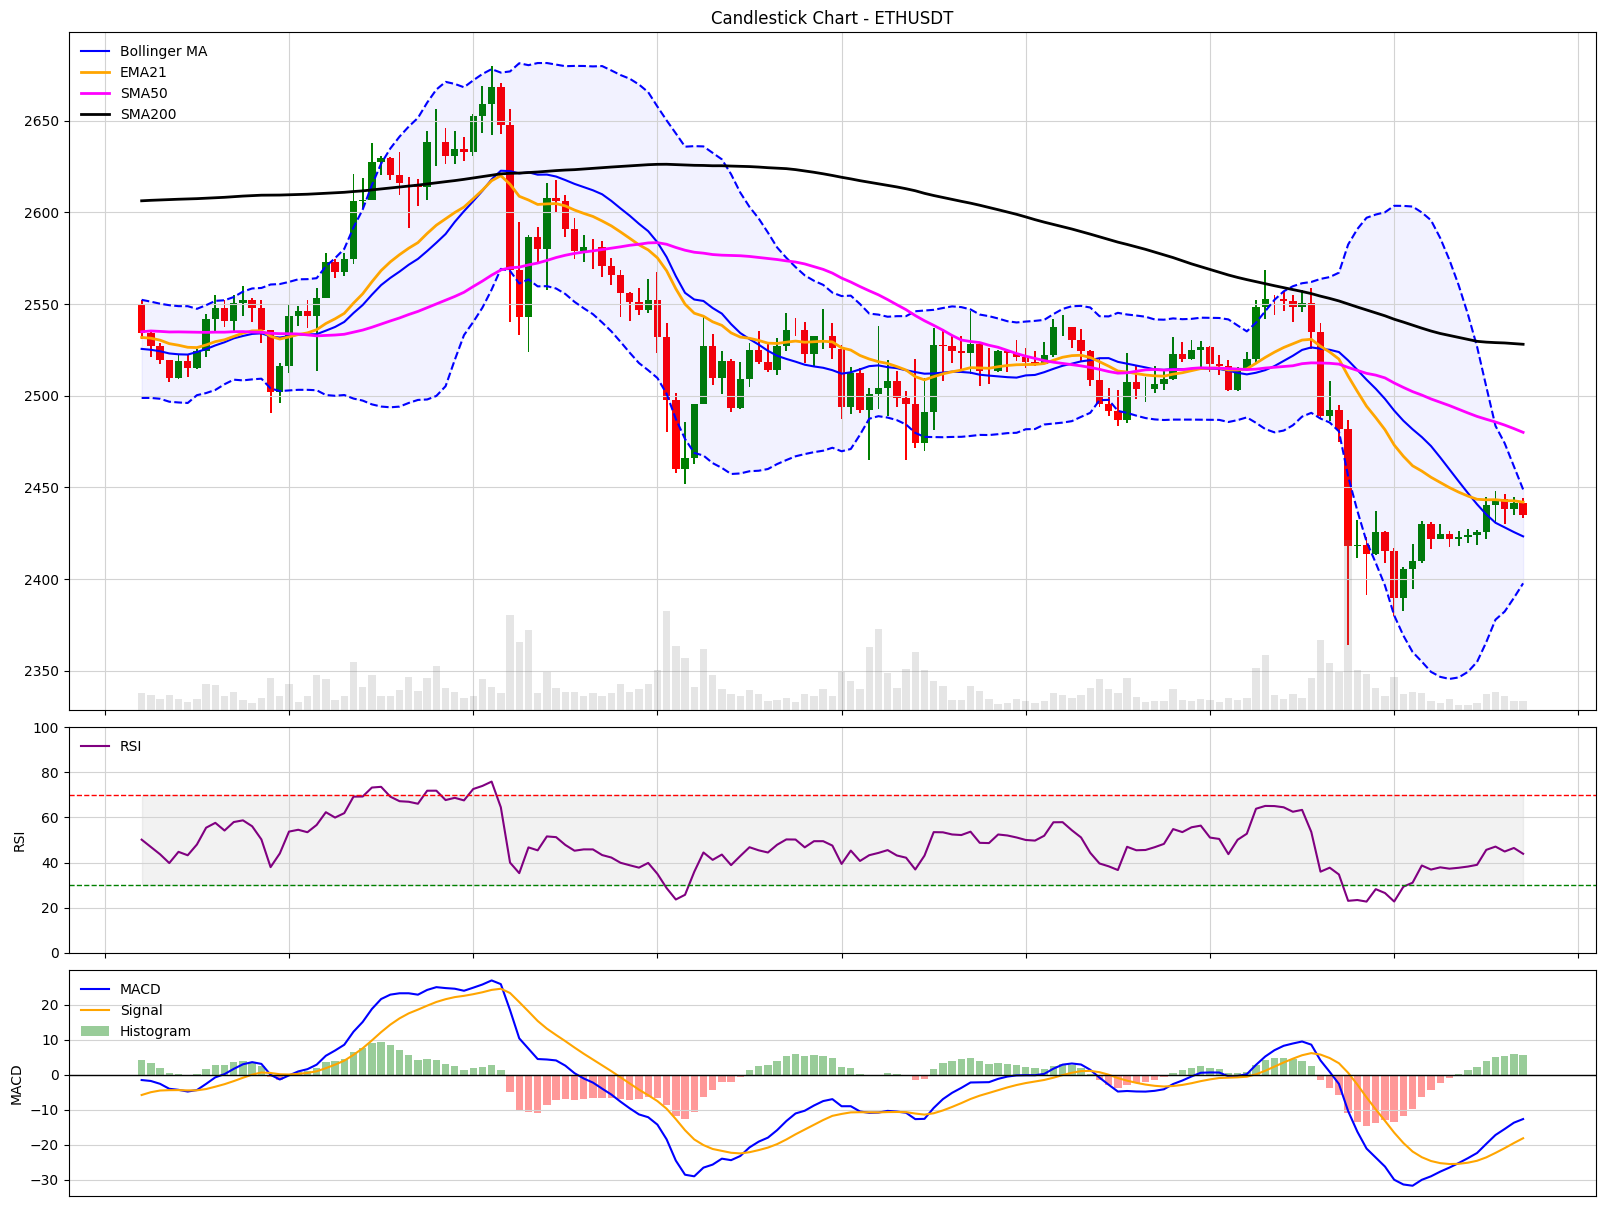 Candlestick Chart - ETHUSDT
Bollinger MA
EMA21
SMA50
SMA200
2650
2600
2550
2500
2450
2400
2350
RSI
100
80
60
40
20
0
RSI
MACD
Signal
Histogram
20
10
0
−10
−20
−30
MACD